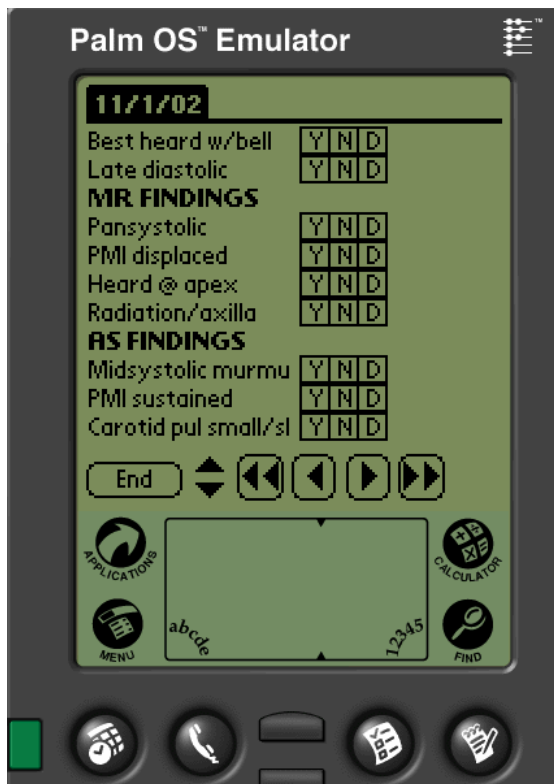 Palm OS™ Emulator
™
11/1/02
Best heard w/bell Y N D
Late diastolic Y N D
MR FINDINGS
Pansystolic Y N D
PMI displaced Y N D
Heard @ apex Y N D
Radiation/axilla Y N D
AS FINDINGS
Midsystolic murmu Y N D
PMI sustained Y N D
Carotid pul small/sl Y N D
End
APPLICATIONS
CALCULATOR
MENU
abcde
12345
FIND